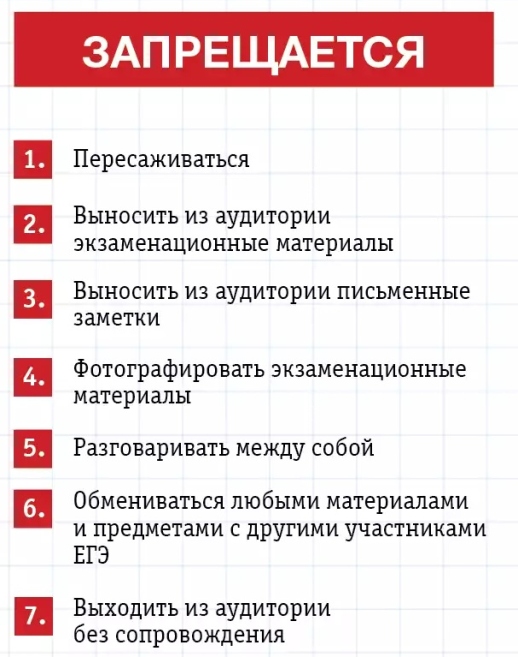 ЗАПРЕЩАЕТСЯ
1. Пересаживаться
2. Выносить из аудитории
экзаменационные материалы
3. Выносить из аудитории письменные
заметки
4. Фотографировать экзаменационные
материалы
5. Разговаривать между собой
6. Обмениваться любыми материалами
и предметами с другими участниками
ЕГЭ
7. Выходить из аудитории
без сопровождения